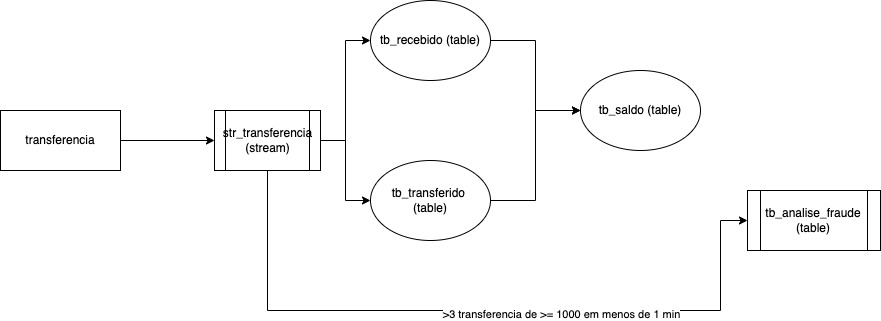 tb_recebido (table)
tb_saldo (table)
transferencia
str_transferencia
(stream)
tb_transferido
(table)
tb_analise_fraude
(table)
>3 transferencia de >= 1000 em menos de 1 min